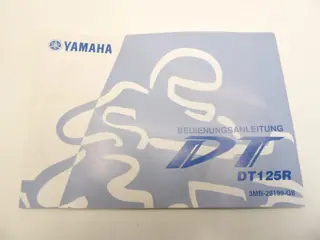 YAMAHA
BEDIENUNGSANLEITUNG
DT
DT125R
3MB-28199-G8